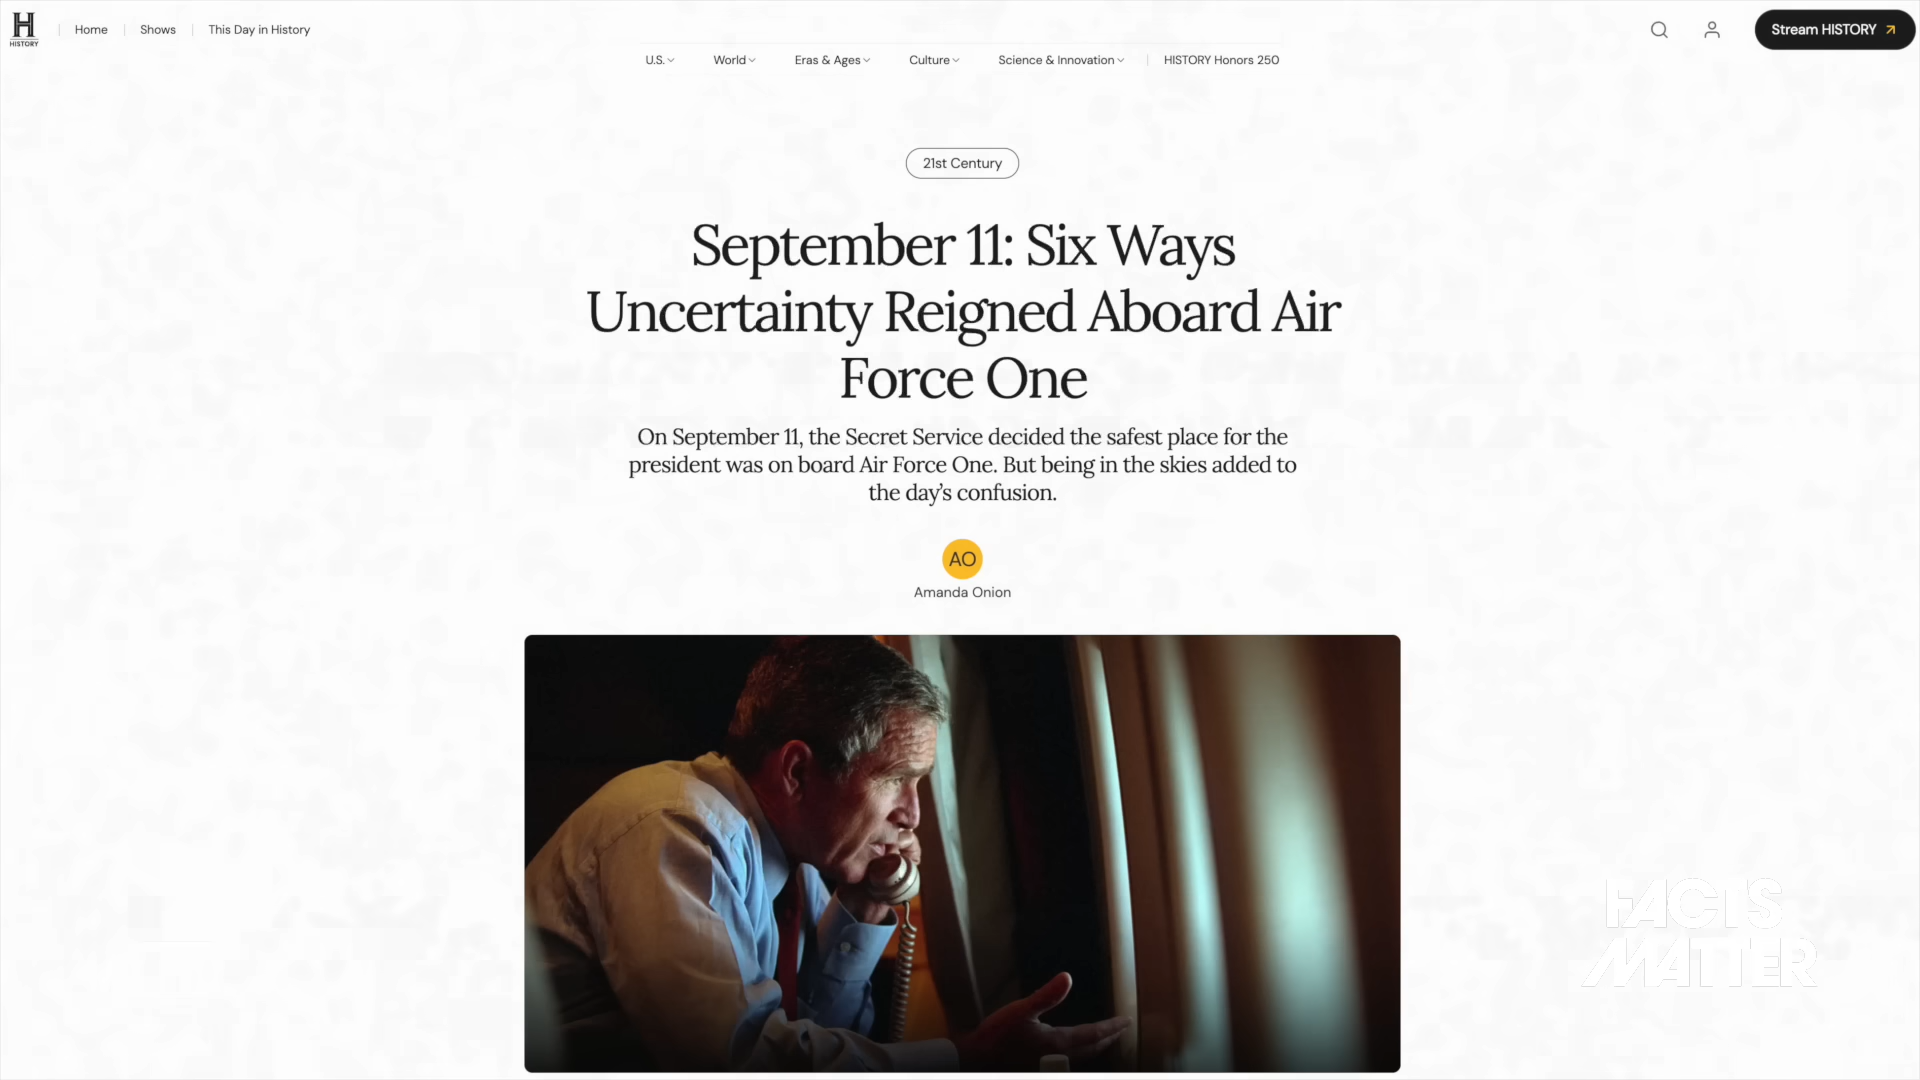 H
HISTORY
Home
Shows
This Day in History
Stream HISTORY
U.S.
World
Eras & Ages
Culture
Science & Innovation
HISTORY Honors 250
21st Century
September 11: Six Ways
Uncertainty Reigned Aboard Air
Force One
On September 11, the Secret Service decided the safest place for the
president was on board Air Force One. But being in the skies added to
the day’s confusion.
AO
Amanda Onion
FACTS
MATTER